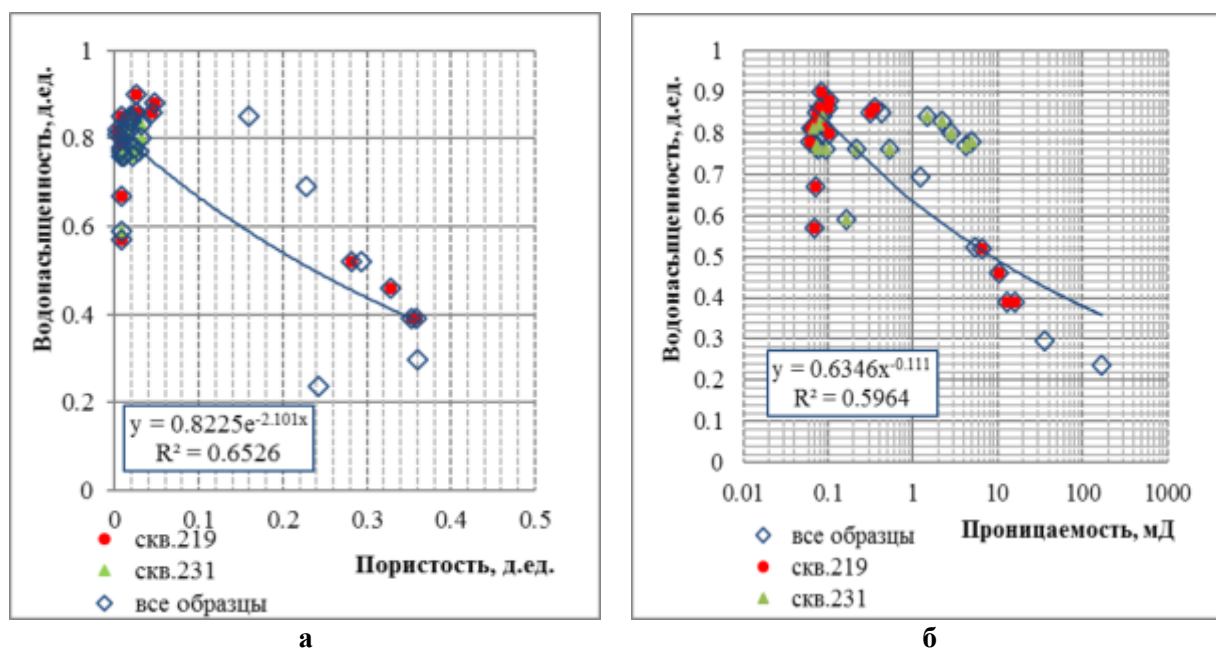 1
0.8
0.6
0.4
0.2
0
Водонасыщенность, д.ед.
y = 0.8225e^-2.101x
R² = 0.6526
0 0.1 0.2 0.3 0.4 0.5
Пористость, д.ед.
скв.219
скв.231
все образцы
а
1
0.9
0.8
0.7
0.6
0.5
0.4
0.3
0.2
0.1
0
Водонасыщенность, д.ед.
y = 0.6346x^-0.111
R² = 0.5964
0.01 0.1 1 10 100 1000
Проницаемость, мД
все образцы
скв.219
скв.231
б